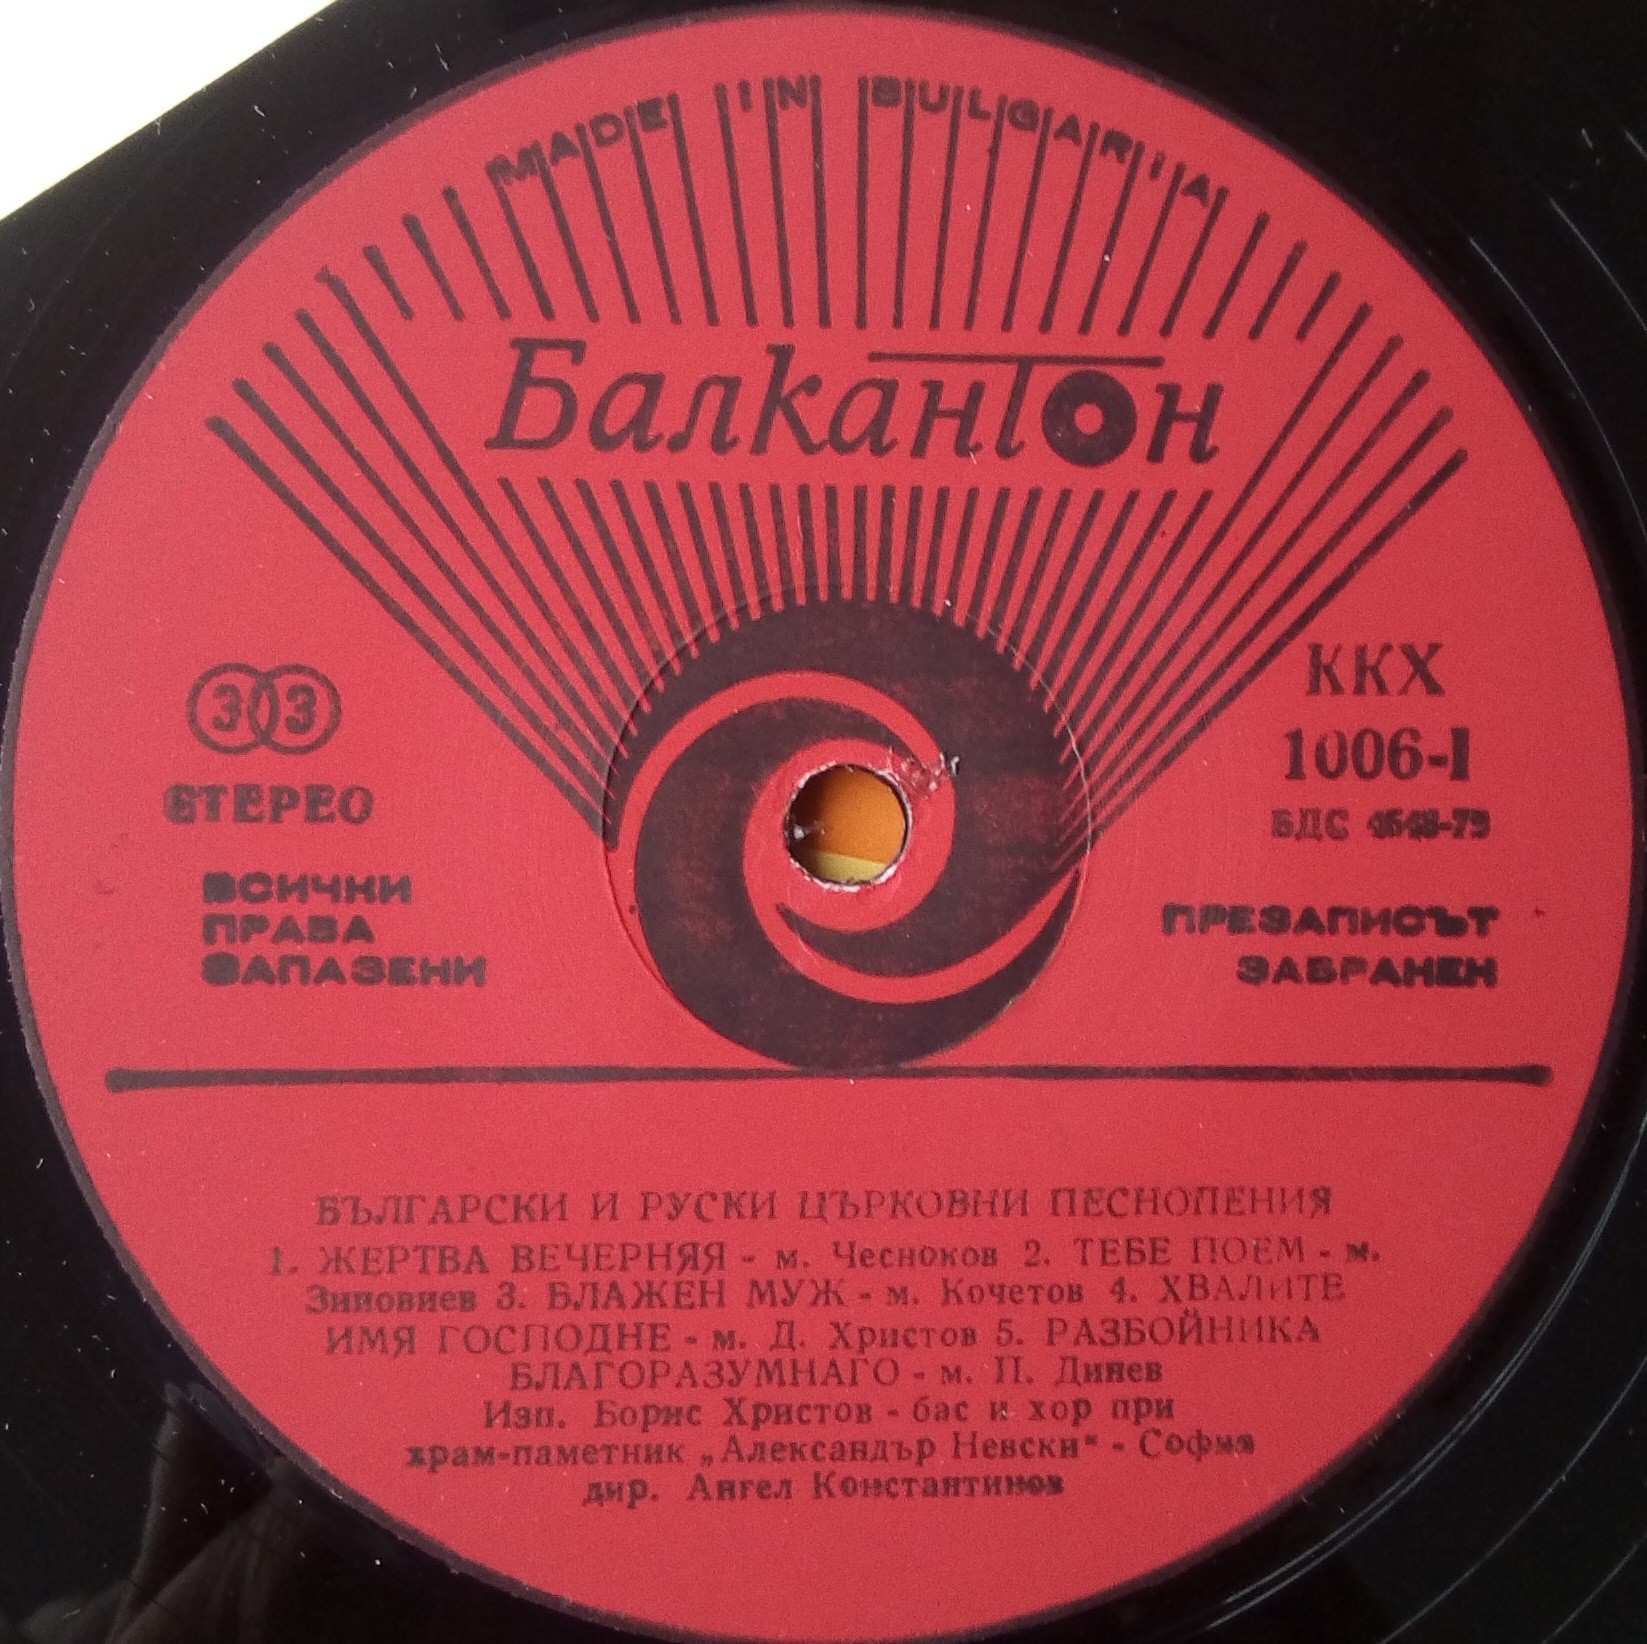 MADE IN BULGARIA
Балкантон
33
СТЕРЕО
ВСИЧКИ
ПРАВА
ЗАПАЗЕНИ
ККХ
1006-I
БДС
ПРЕЗАПИСЪТ
ЗАБРАНЕН
БЪЛГАРСКИ И РУСКИ ЦЪРКОВНИ ПЕСНОПЕНИЯ
1. ЖЕРТВА ВЕЧЕРНЯЯ - м. Чесноков 2. ТЕБЕ ПОЕМ - м.
Зиновиев 3. БЛАЖЕН МУЖ - м. Кочетов 4. ХВАЛИТЕ
ИМЯ ГОСПОДНЕ - м. Д. Христов 5. РАЗБОЙНИКА
БЛАГОРАЗУМНАГО - м. П. Динев
Изп. Борис Христов - бас и хор при
храм-паметник „Александър Невски" - София
дир. Ангел Константинов